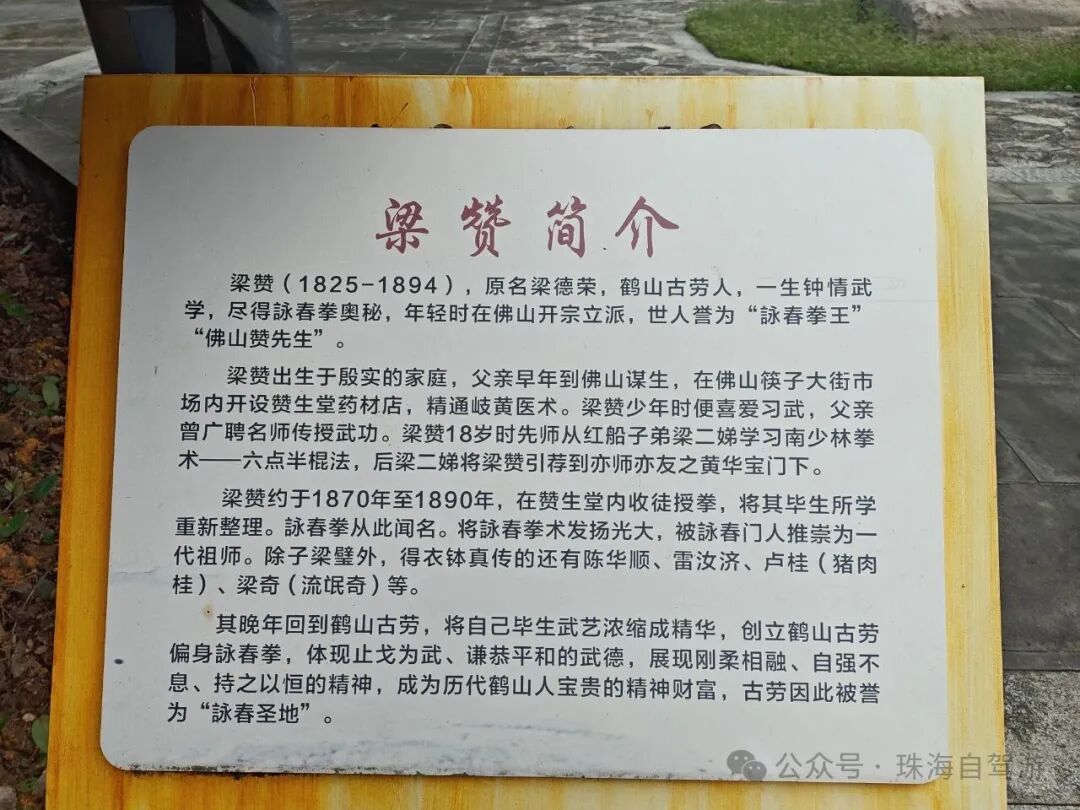 梁赞简介
梁赞（1825-1894），原名梁德荣，鹤山古劳人，一生钟情武
学，尽得詠春拳奥秘，年轻时在佛山开宗立派，世人誉为“詠春拳王”
“佛山赞先生”。
梁赞出生于殷实的家庭，父亲早年到佛山谋生，在佛山筷子大街市
场内开设赞生堂药材店，精通岐黄医术。梁赞少年时便喜爱习武，父亲
曾广聘名师传授武功。梁赞18岁时先师从红船子弟梁二娣学习南少林拳
术——六点半棍法，后梁二娣将梁赞引荐到亦师亦友之黄华宝门下。
梁赞约于1870年至1890年，在赞生堂内收徒授拳，将其毕生所学
重新整理。詠春拳从此闻名。将詠春拳术发扬光大，被詠春门人推崇为一
代祖师。除子梁璧外，得衣钵真传的还有陈华顺、雷汝济、卢桂（猪肉
桂）、梁奇（流氓奇）等。
其晚年回到鹤山古劳，将自己毕生武艺浓缩成精华，创立鹤山古劳
偏身詠春拳，体现止戈为武、谦恭平和的武德，展现刚柔相融、自强不
息、持之以恒的精神，成为历代鹤山人宝贵的精神财富，古劳因此被誉
为“詠春圣地”。
公众号·珠海自驾游